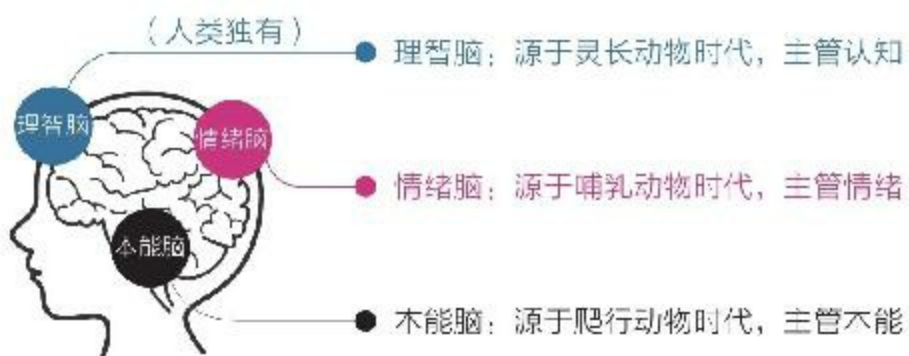 （人类独有）
理智脑：源于灵长动物时代，主管认知
理智脑
情绪脑
情绪脑：源于哺乳动物时代，主管情绪
本能脑
本能脑：源于爬行动物时代，主管本能